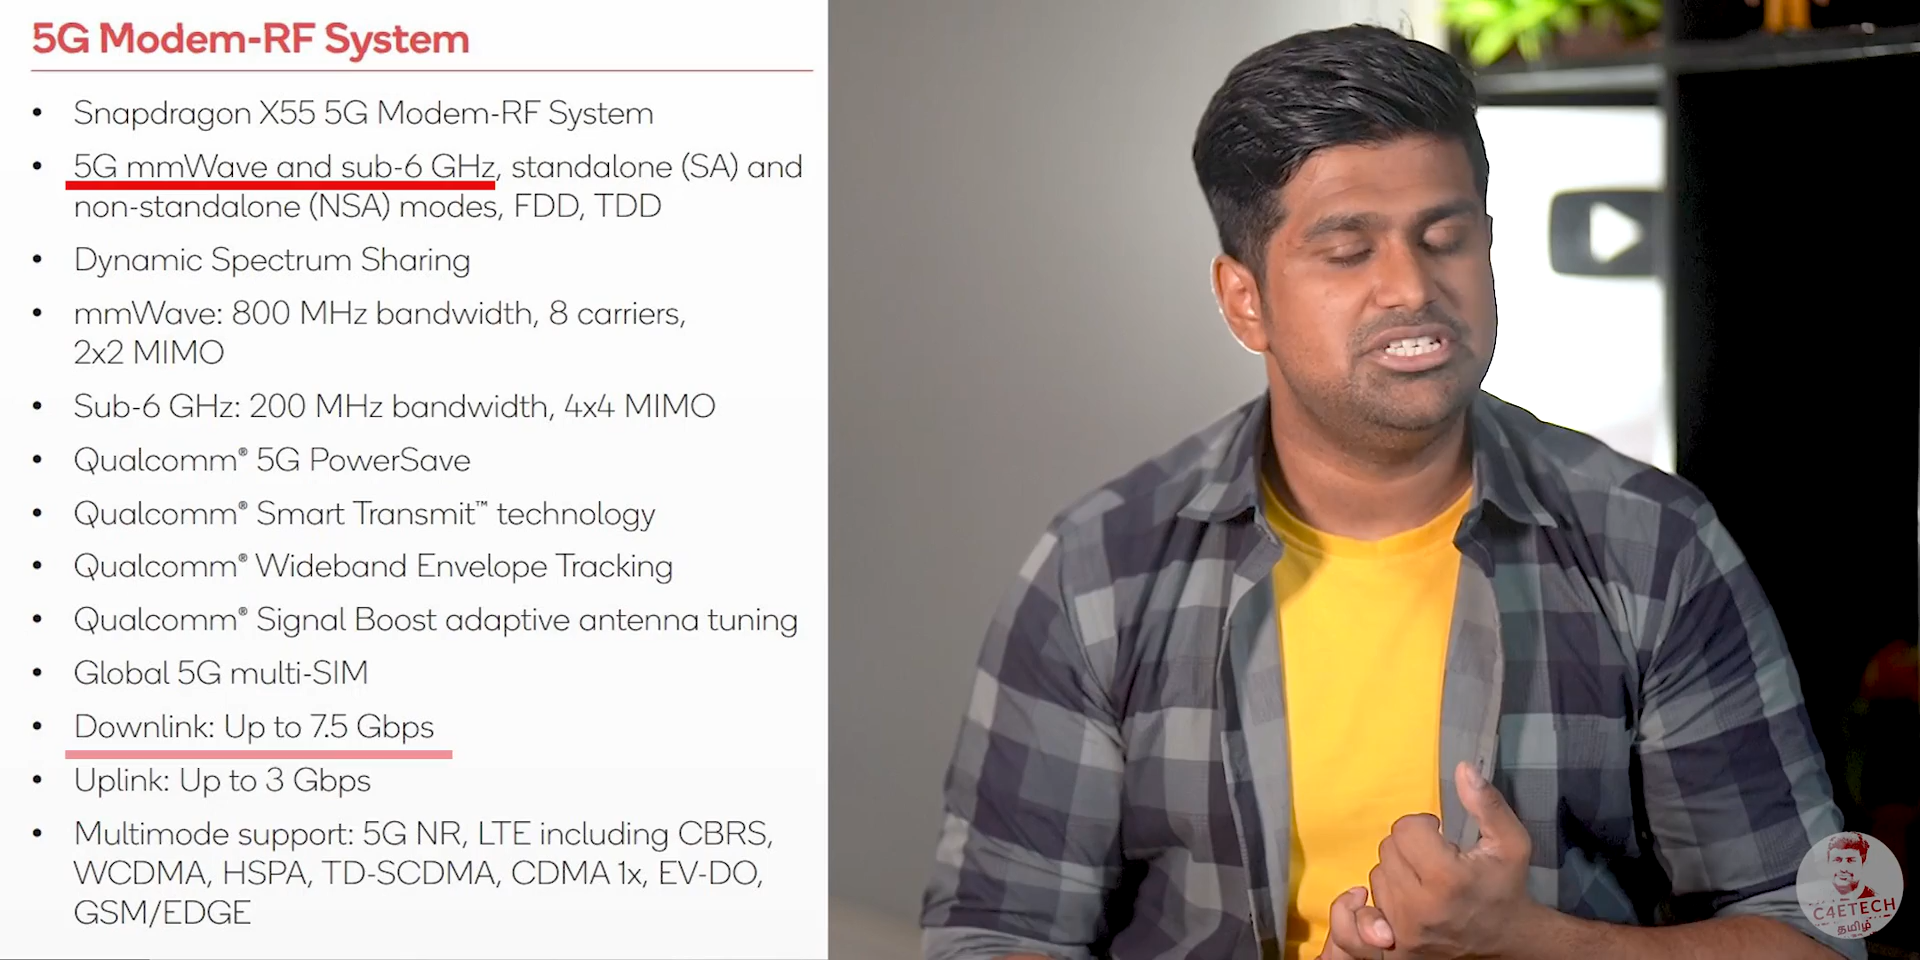 5G Modem-RF System
• Snapdragon X55 5G Modem-RF System
• 5G mmWave and sub-6 GHz, standalone (SA) and
non-standalone (NSA) modes, FDD, TDD
• Dynamic Spectrum Sharing
• mmWave: 800 MHz bandwidth, 8 carriers,
2x2 MIMO
• Sub-6 GHz: 200 MHz bandwidth, 4x4 MIMO
• Qualcomm® 5G PowerSave
• Qualcomm® Smart Transmit™ technology
• Qualcomm® Wideband Envelope Tracking
• Qualcomm® Signal Boost adaptive antenna tuning
• Global 5G multi-SIM
• Downlink: Up to 7.5 Gbps
• Uplink: Up to 3 Gbps
• Multimode support: 5G NR, LTE including CBRS,
WCDMA, HSPA, TD-SCDMA, CDMA 1x, EV-DO,
GSM/EDGE
C4ETECH
தமிழ்